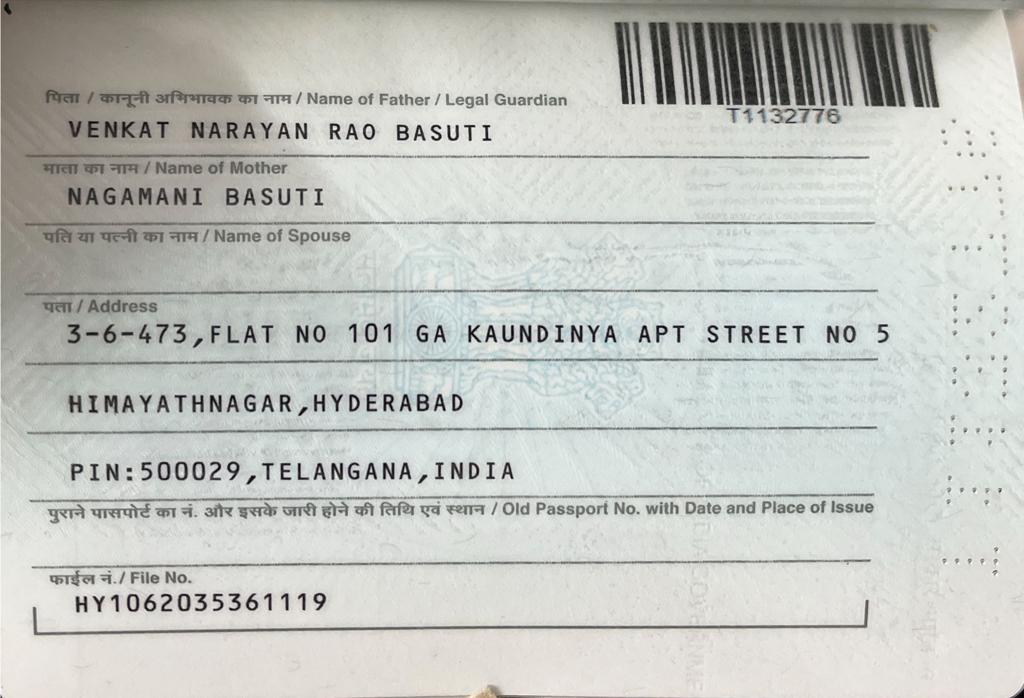 T1132776
पिता / कानूनी अभिभावक का नाम / Name of Father / Legal Guardian
VENKAT NARAYAN RAO BASUTI
माता का नाम / Name of Mother
NAGAMANI BASUTI
पति या पत्नी का नाम / Name of Spouse
पता / Address
3-6-473,FLAT NO 101 GA KAUNDINYA APT STREET NO 5
HIMAYATHNAGAR,HYDERABAD
PIN:500029,TELANGANA,INDIA
पुराने पासपोर्ट का नं. और इसके जारी होने की तिथि एवं स्थान / Old Passport No. with Date and Place of Issue
फाईल नं./ File No.
HY1062035361119